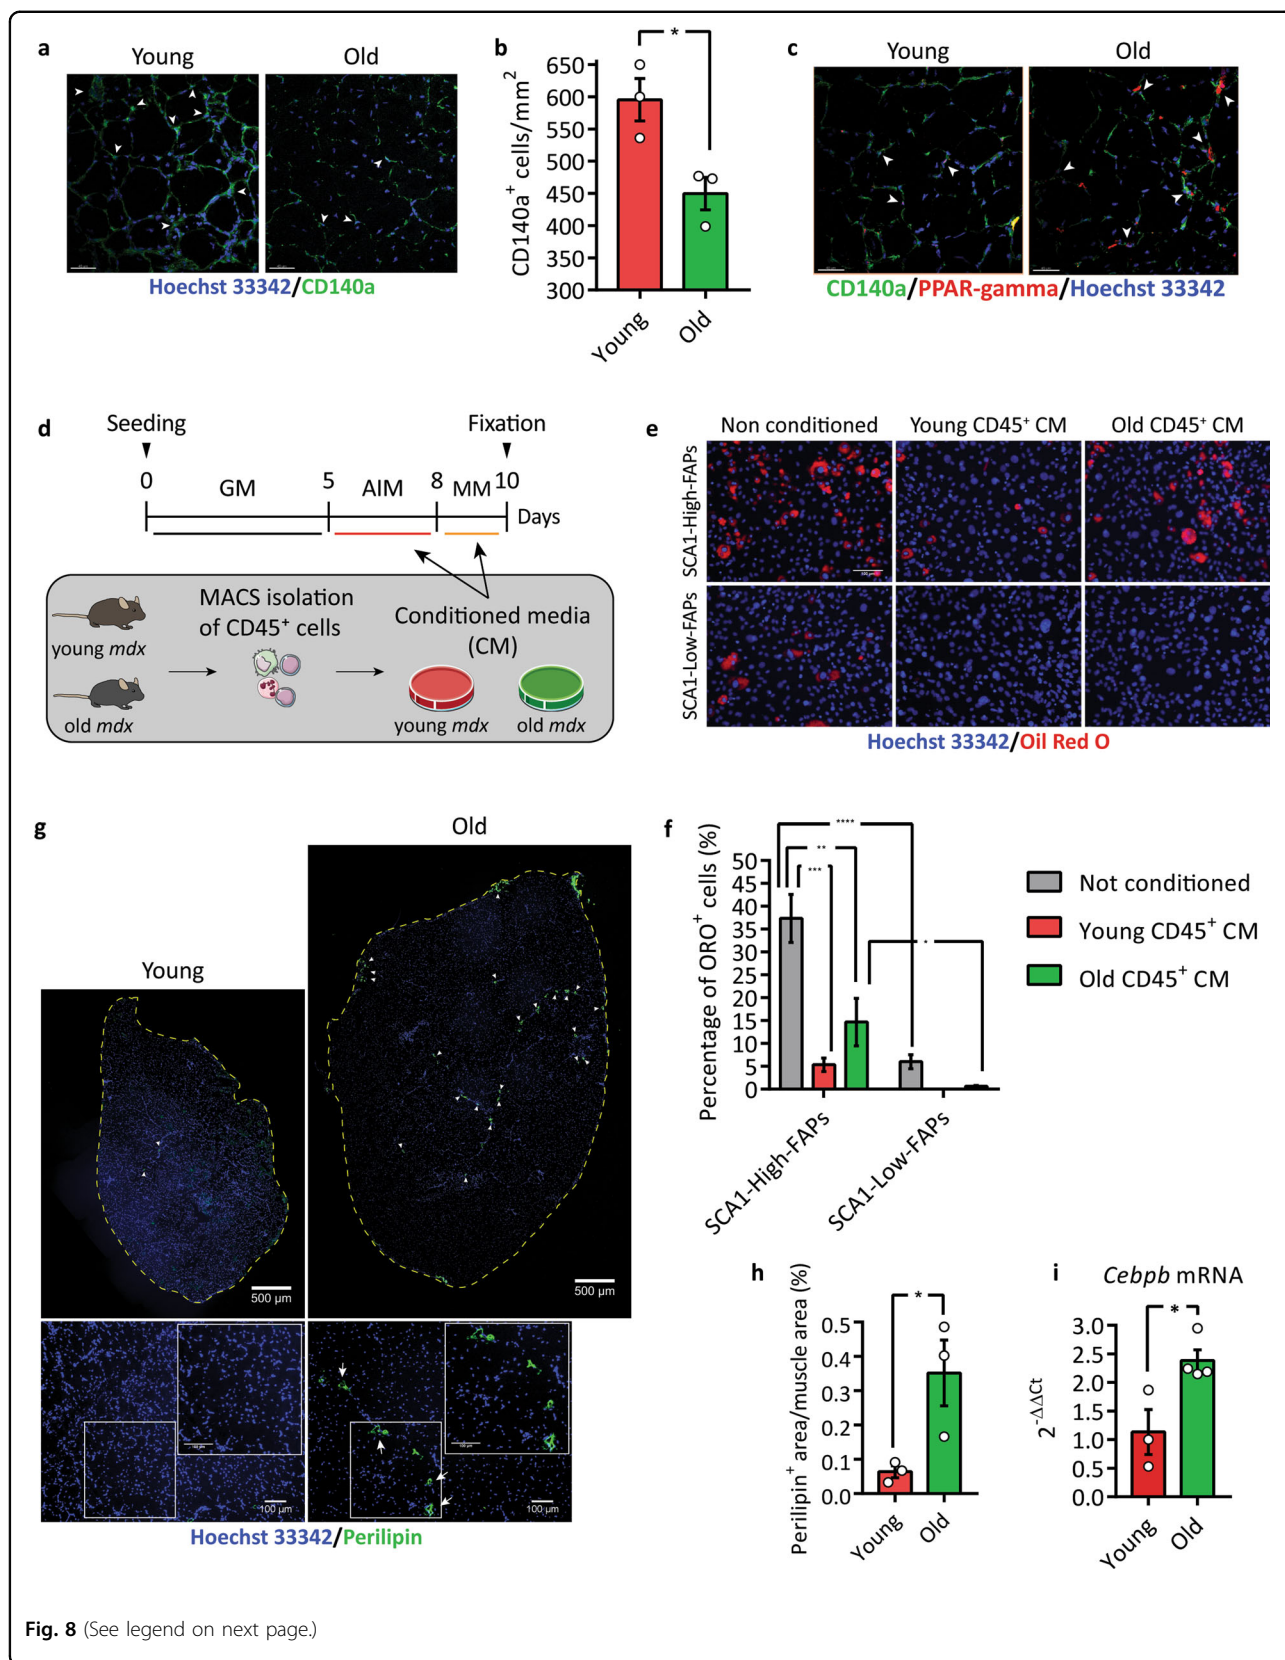 a
Young
Old
Hoechst 33342/CD140a
b
*
CD140a+ cells/mm2
650
600
550
500
450
400
350
300
Young
Old
c
Young
Old
CD140a/PPAR-gamma/Hoechst 33342
d
Seeding
Fixation
0
5
8
10
GM
AIM
MM
Days
MACS isolation
of CD45+ cells
Conditioned media
(CM)
young mdx
old mdx
young mdx
old mdx
e
Non conditioned
Young CD45+ CM
Old CD45+ CM
SCA1-High-FAPs
SCA1-Low-FAPs
Hoechst 33342/Oil Red O
g
Young
Old
500 µm
500 µm
100 µm
100 µm
Hoechst 33342/Perilipin
f
Percentage of ORO+ cells (%)
50
45
40
35
30
25
20
15
10
5
0
****
**
***
*
SCA1-High-FAPs
SCA1-Low-FAPs
Not conditioned
Young CD45+ CM
Old CD45+ CM
h
*
Perilipin+ area/muscle area (%)
0.5
0.4
0.3
0.2
0.1
0.0
Young
Old
i
Cebpb mRNA
*
2-ΔΔCt
3.0
2.5
2.0
1.5
1.0
0.5
0.0
Young
Old
Fig. 8 (See legend on next page.)